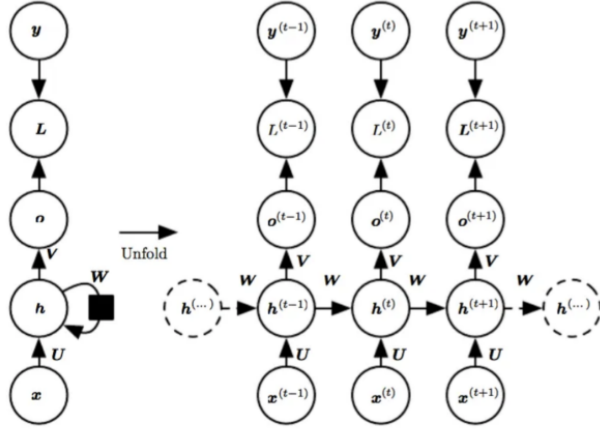 y y(t−1) y(t) y(t+1)
L L(t−1) L(t) L(t+1)
o o(t−1) o(t) o(t+1)
Unfold
V V V V
W W W W W
h h(...) h(t−1) h(t) h(t+1) h(...)
U U U U
x x(t−1) x(t) x(t+1)